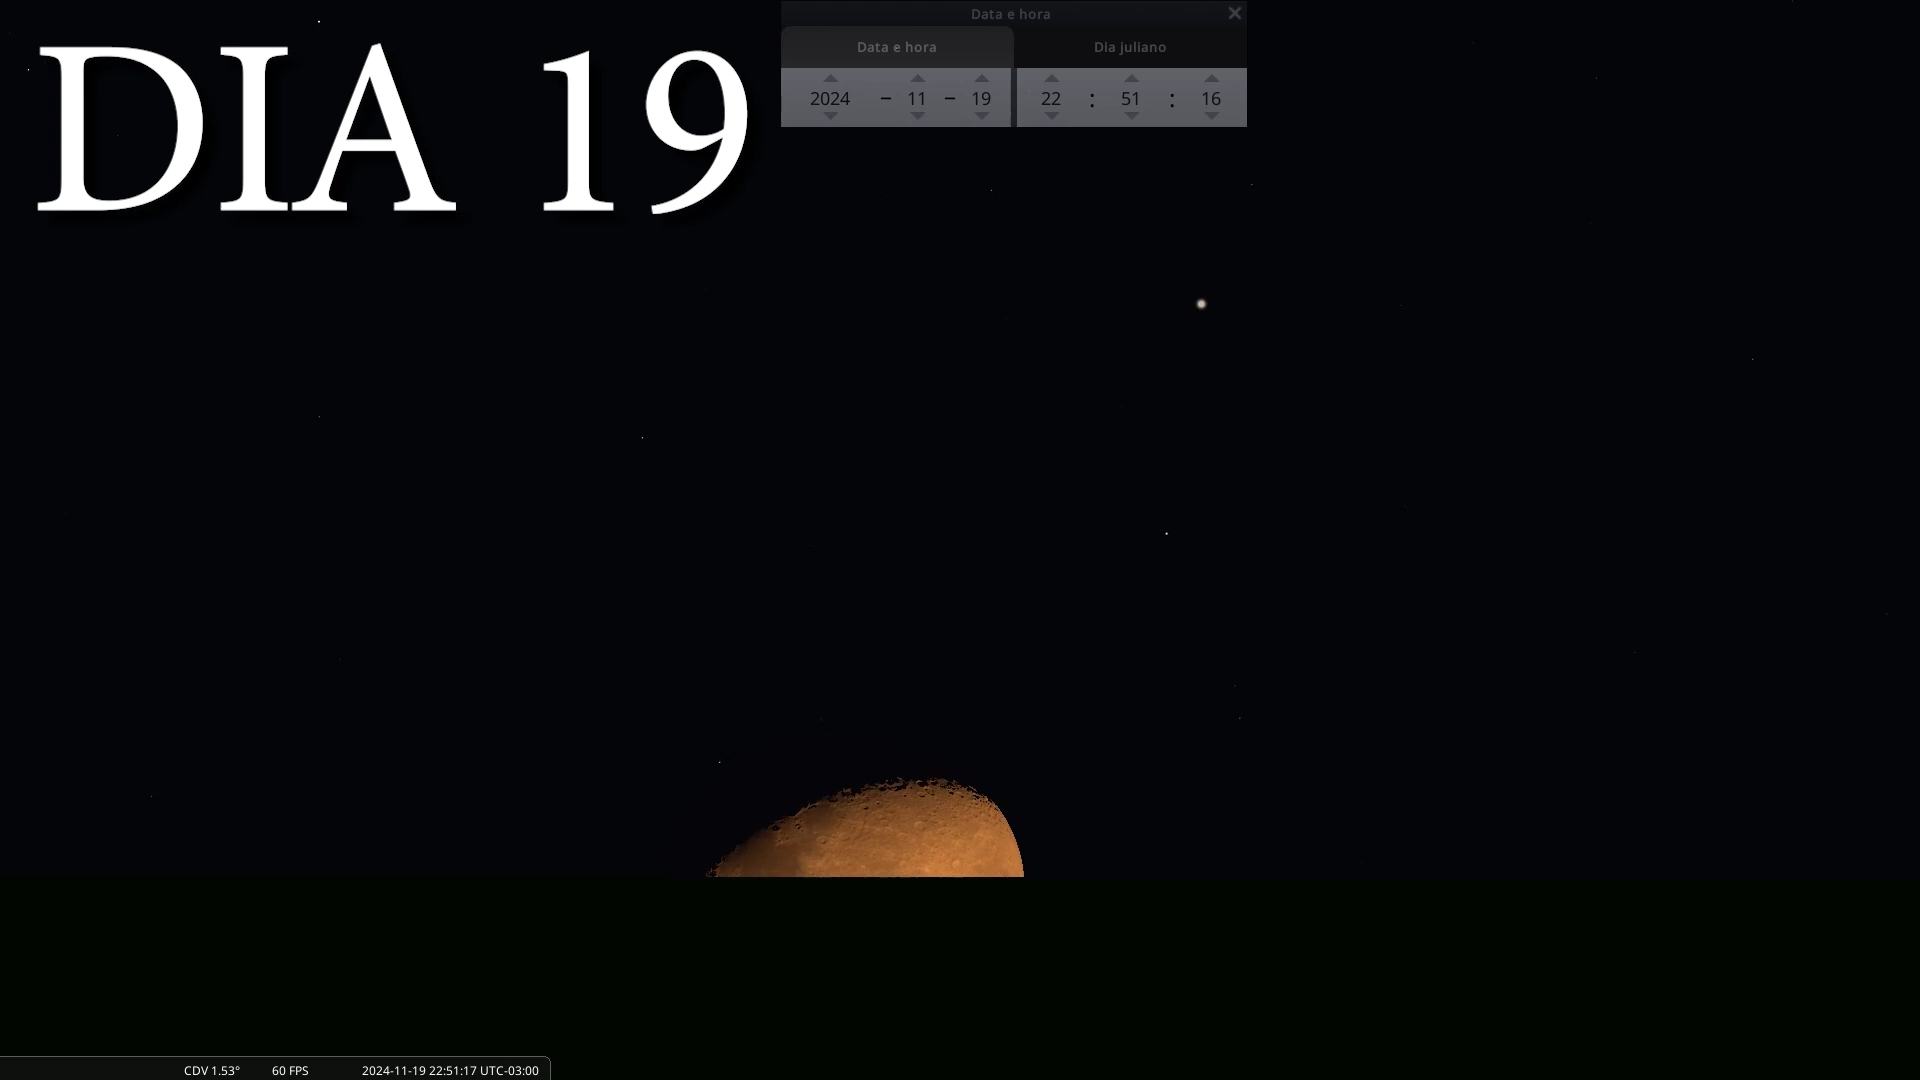 DIA 19
Data e hora
Data e hora
Dia juliano
2024 – 11 – 19
22 : 51 : 16
CDV 1.53° 60 FPS 2024-11-19 22:51:17 UTC-03:00